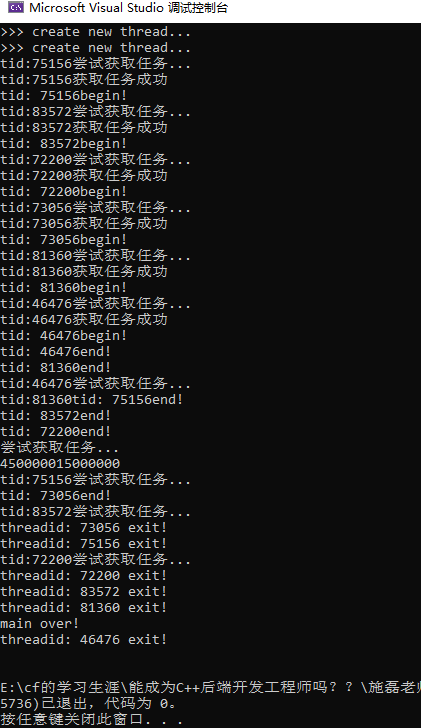 Microsoft Visual Studio 调试控制台
>>> create new thread...
>>> create new thread...
tid:75156尝试获取任务...
tid:75156获取任务成功
tid: 75156begin!
tid:83572尝试获取任务...
tid:83572获取任务成功
tid: 83572begin!
tid:72200尝试获取任务...
tid:72200获取任务成功
tid: 72200begin!
tid:73056尝试获取任务...
tid:73056获取任务成功
tid: 73056begin!
tid:81360尝试获取任务...
tid:81360获取任务成功
tid: 81360begin!
tid:46476尝试获取任务...
tid:46476获取任务成功
tid: 46476begin!
tid: 46476end!
tid: 81360end!
tid:46476尝试获取任务...
tid:81360tid: 75156end!
tid: 83572end!
tid: 72200end!
尝试获取任务...
450000015000000
tid:75156尝试获取任务...
tid: 73056end!
tid:83572尝试获取任务...
threadid: 73056 exit!
threadid: 75156 exit!
tid:72200尝试获取任务...
threadid: 72200 exit!
threadid: 83572 exit!
threadid: 81360 exit!
main over!
threadid: 46476 exit!
E:\cf的学习生涯\能成为C++后端开发工程师吗？？\施磊老师
5736)已退出，代码为 0。
按任意键关闭此窗口. . .